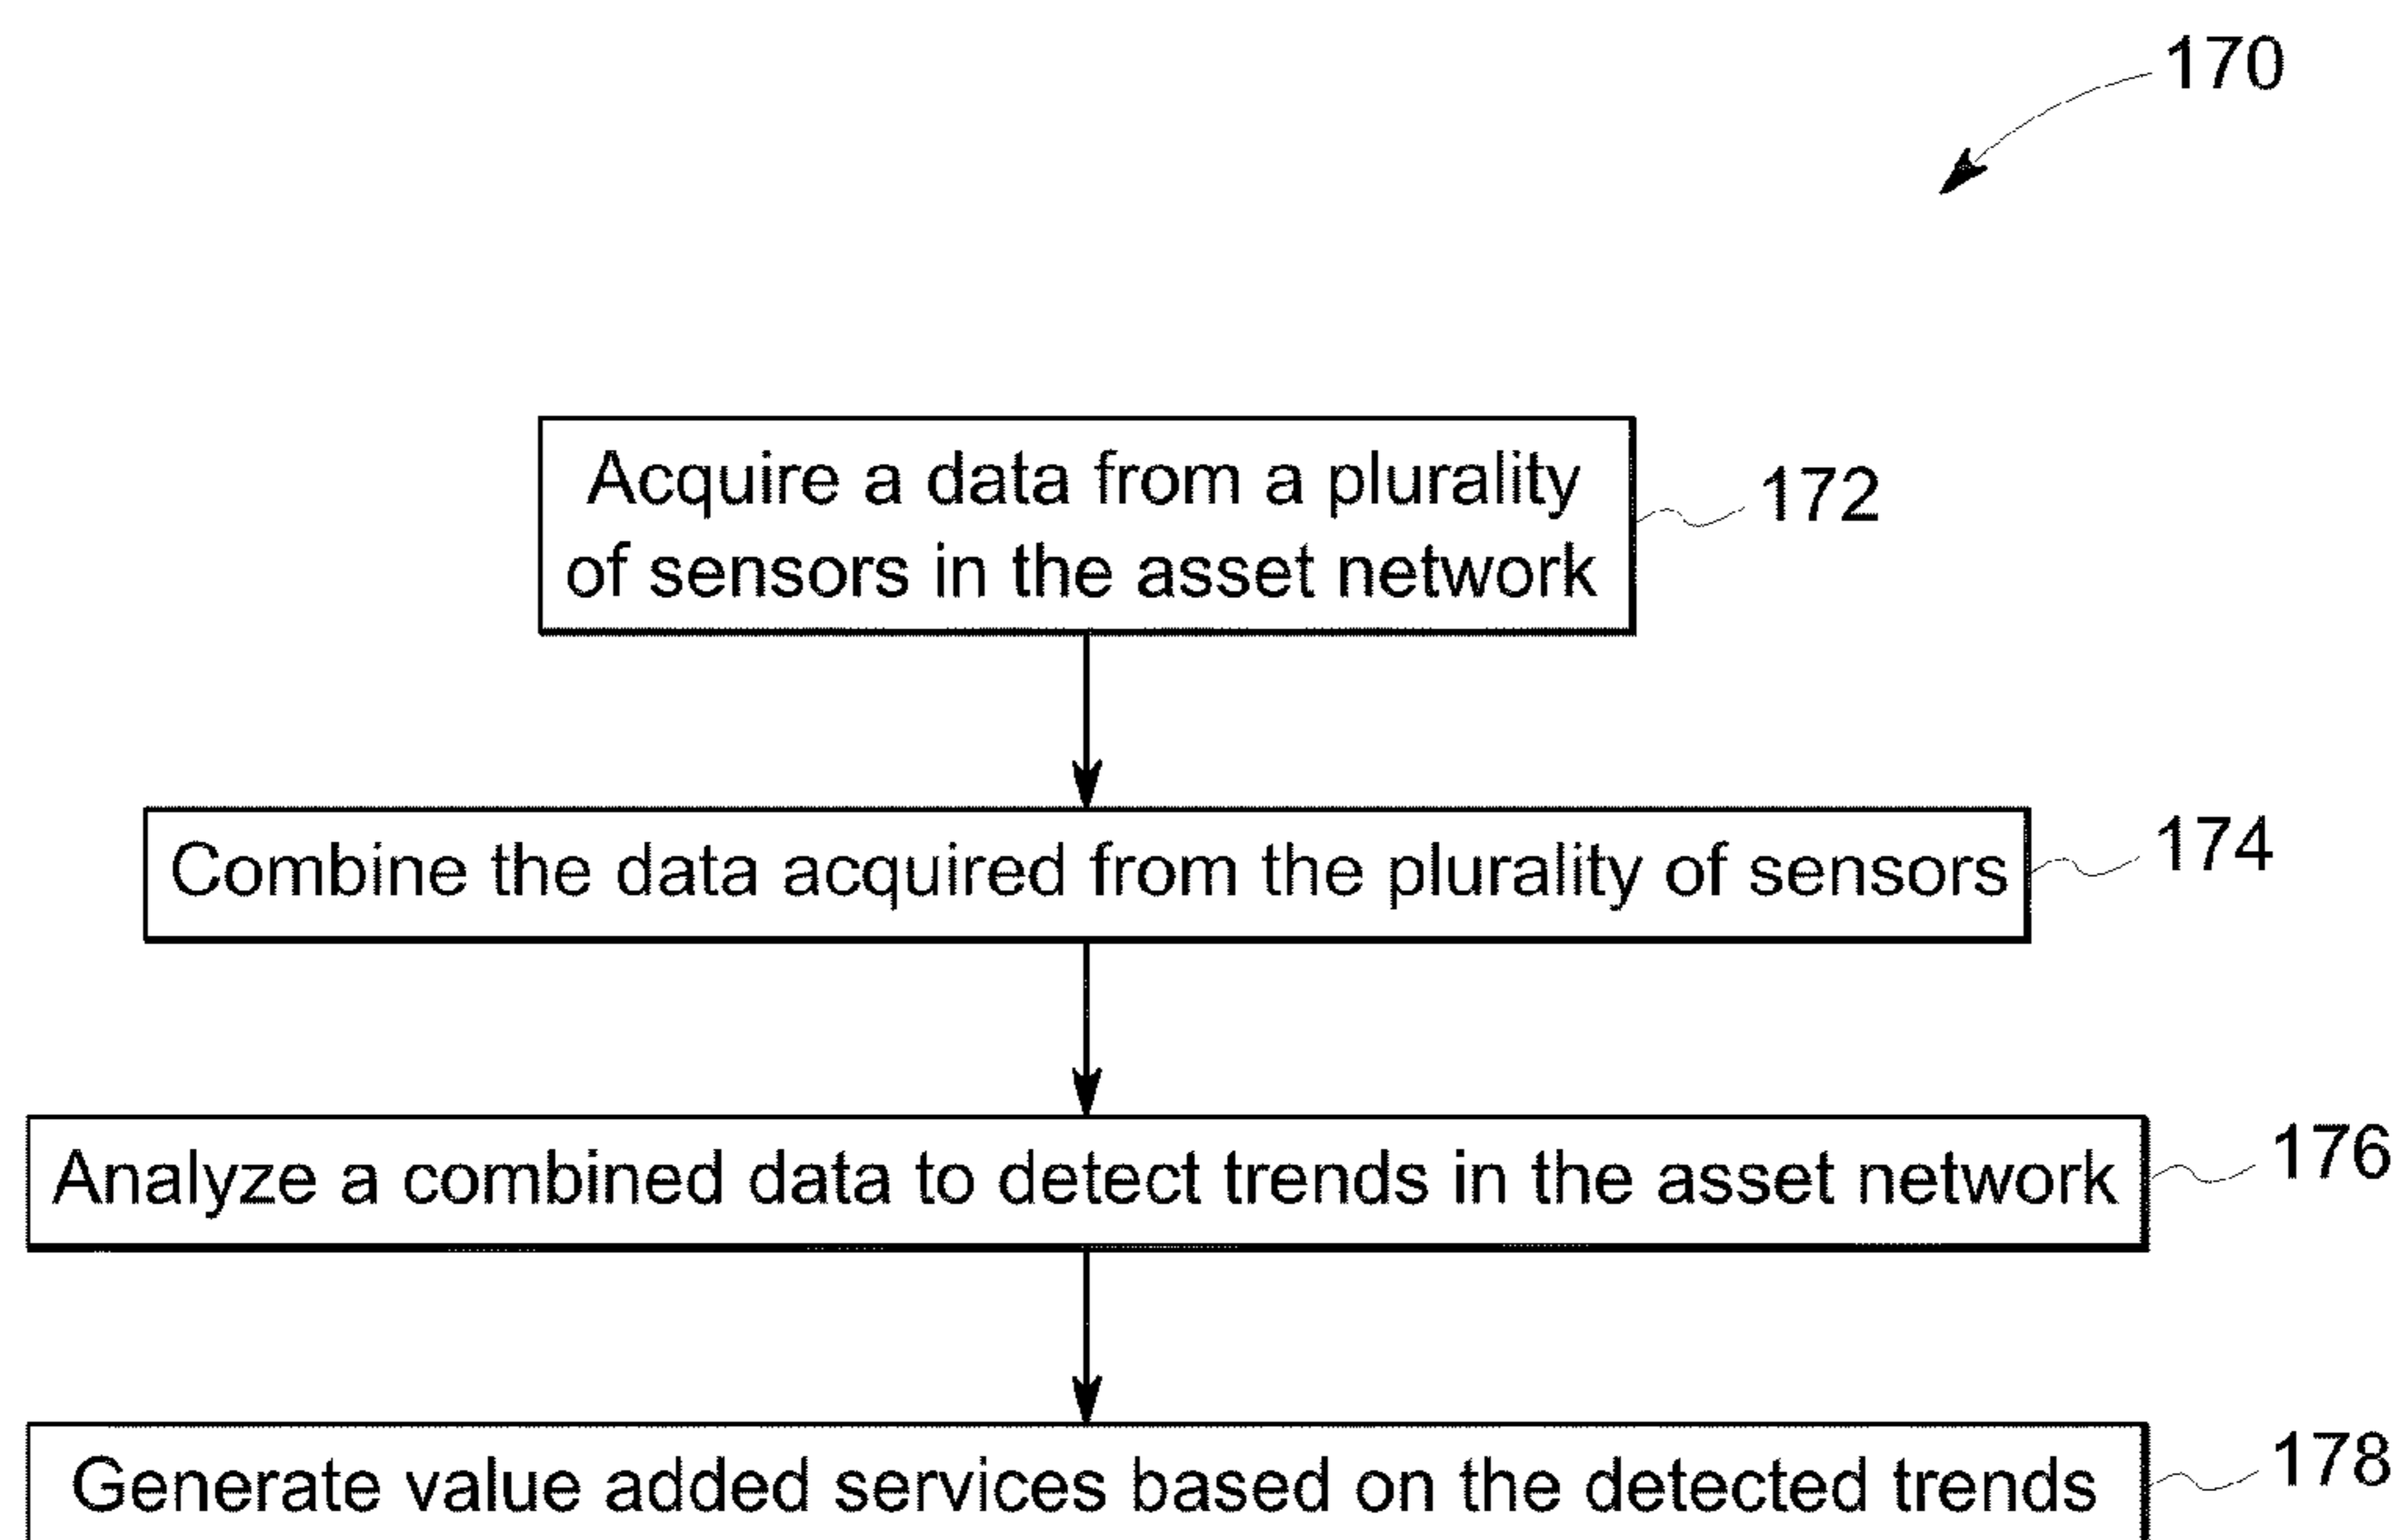 170
Acquire a data from a plurality
of sensors in the asset network
172
Combine the data acquired from the plurality of sensors
174
Analyze a combined data to detect trends in the asset network
176
Generate value added services based on the detected trends
178